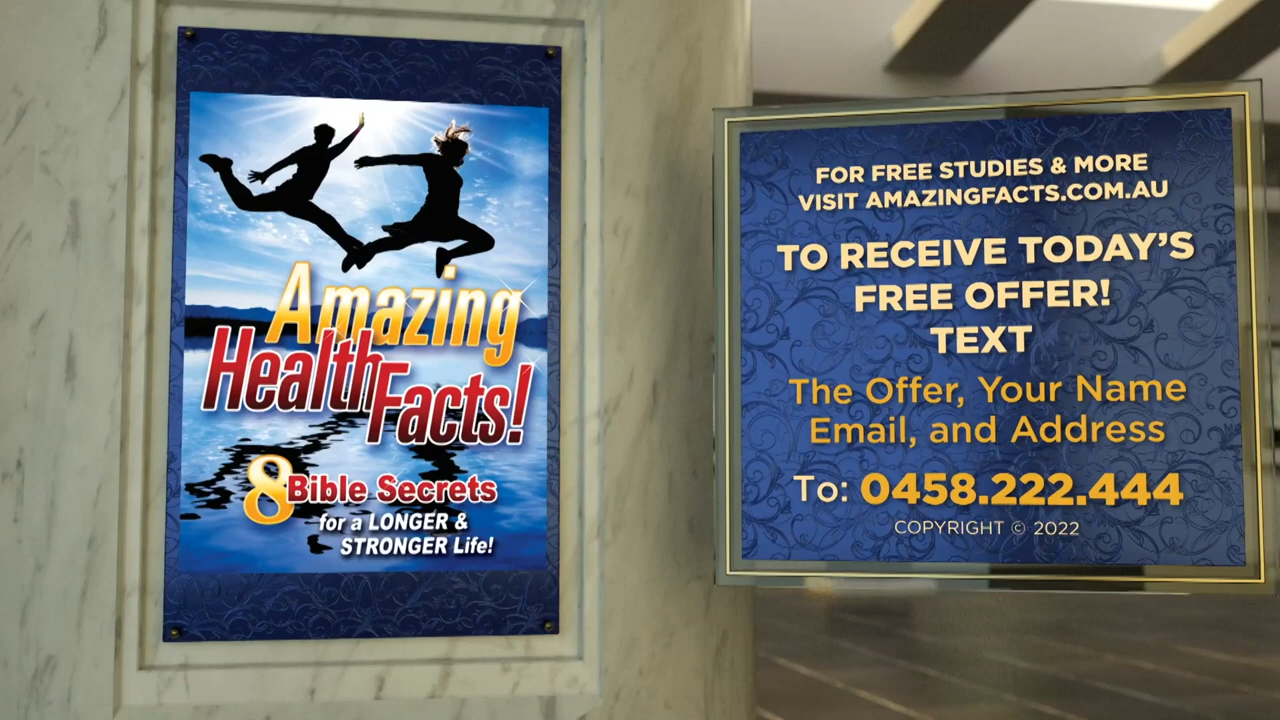 Amazing
Health
Facts!
8 Bible Secrets
for a LONGER &
STRONGER Life!
FOR FREE STUDIES & MORE
VISIT AMAZINGFACTS.COM.AU
TO RECEIVE TODAY'S
FREE OFFER!
TEXT
The Offer, Your Name
Email, and Address
To: 0458.222.444
COPYRIGHT © 2022